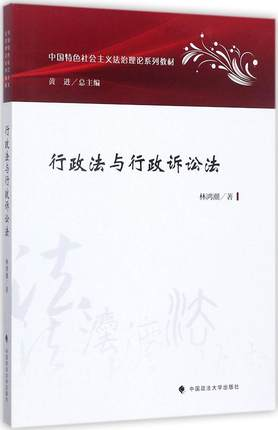 中国特色社会主义法治理论系列教材
黄进/总主编
行政法与行政诉讼法
林鸿潮/著
中国政法大学出版社
行政法与行政诉讼法
林鸿潮 著